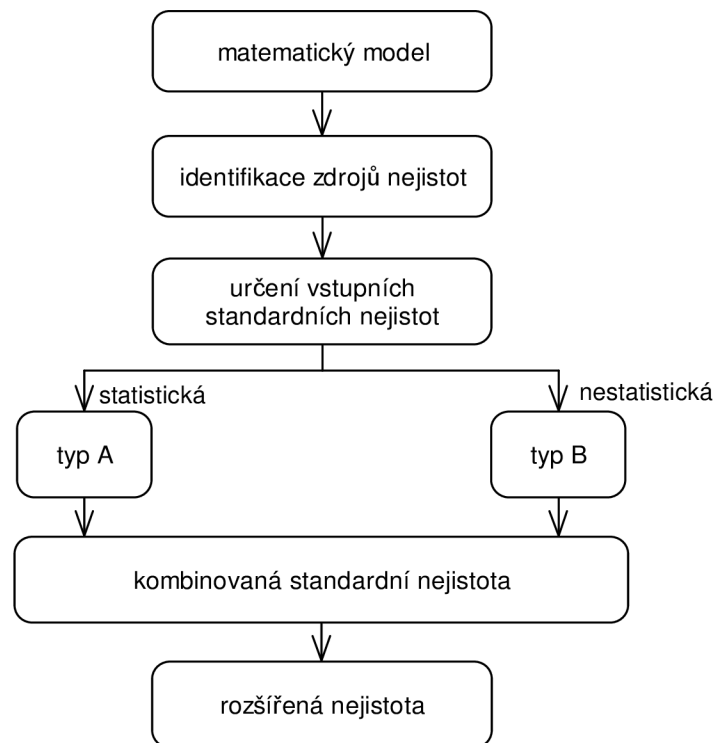 matematický model
identifikace zdrojů nejistot
určení vstupních
standardních nejistot
statistická
nestatistická
typ A
typ B
kombinovaná standardní nejistota
rozšířená nejistota